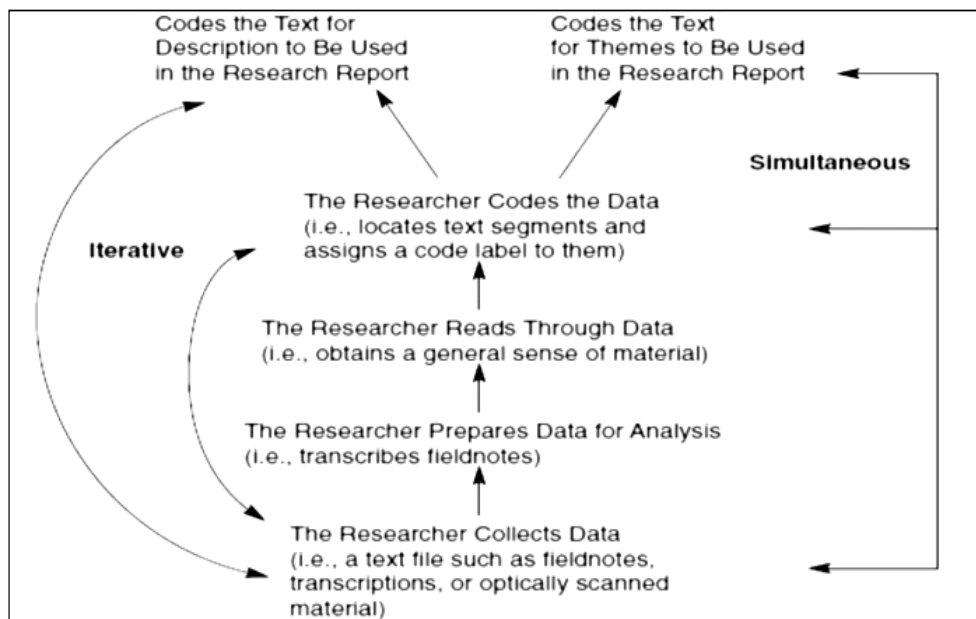 Codes the Text for
Description to Be Used
in the Research Report
Codes the Text
for Themes to Be Used
in the Research Report
Simultaneous
The Researcher Codes the Data
(i.e., locates text segments and
assigns a code label to them)
Iterative
The Researcher Reads Through Data
(i.e., obtains a general sense of material)
The Researcher Prepares Data for Analysis
(i.e., transcribes fieldnotes)
The Researcher Collects Data
(i.e., a text file such as fieldnotes,
transcriptions, or optically scanned
material)